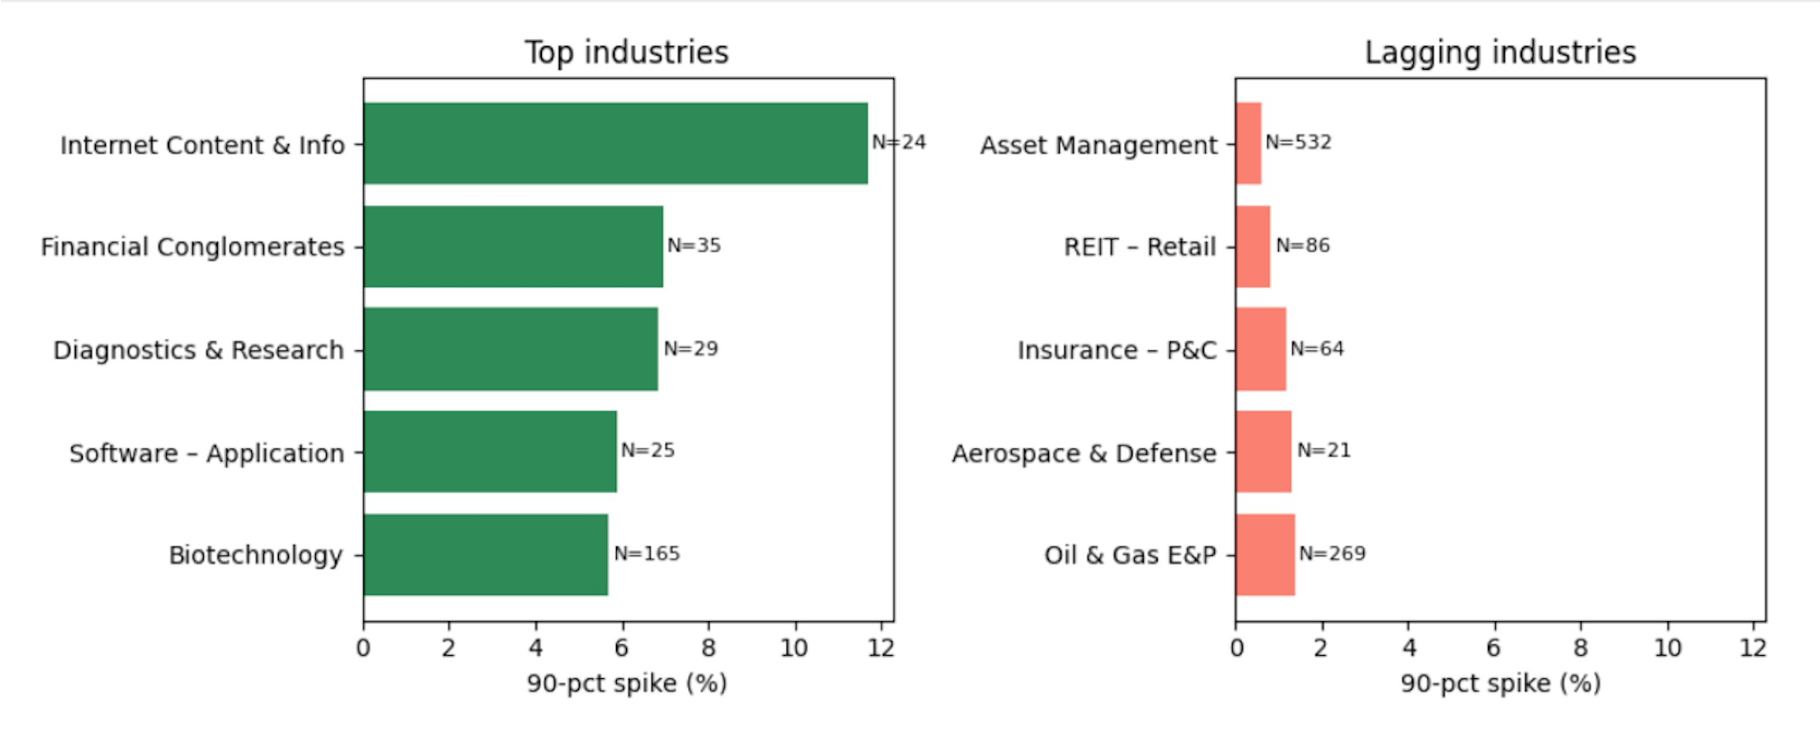 Top industries
Internet Content & Info
N=24
Financial Conglomerates
N=35
Diagnostics & Research
N=29
Software – Application
N=25
Biotechnology
N=165
0 2 4 6 8 10 12
90-pct spike (%)
Lagging industries
Asset Management
N=532
REIT – Retail
N=86
Insurance – P&C
N=64
Aerospace & Defense
N=21
Oil & Gas E&P
N=269
0 2 4 6 8 10 12
90-pct spike (%)